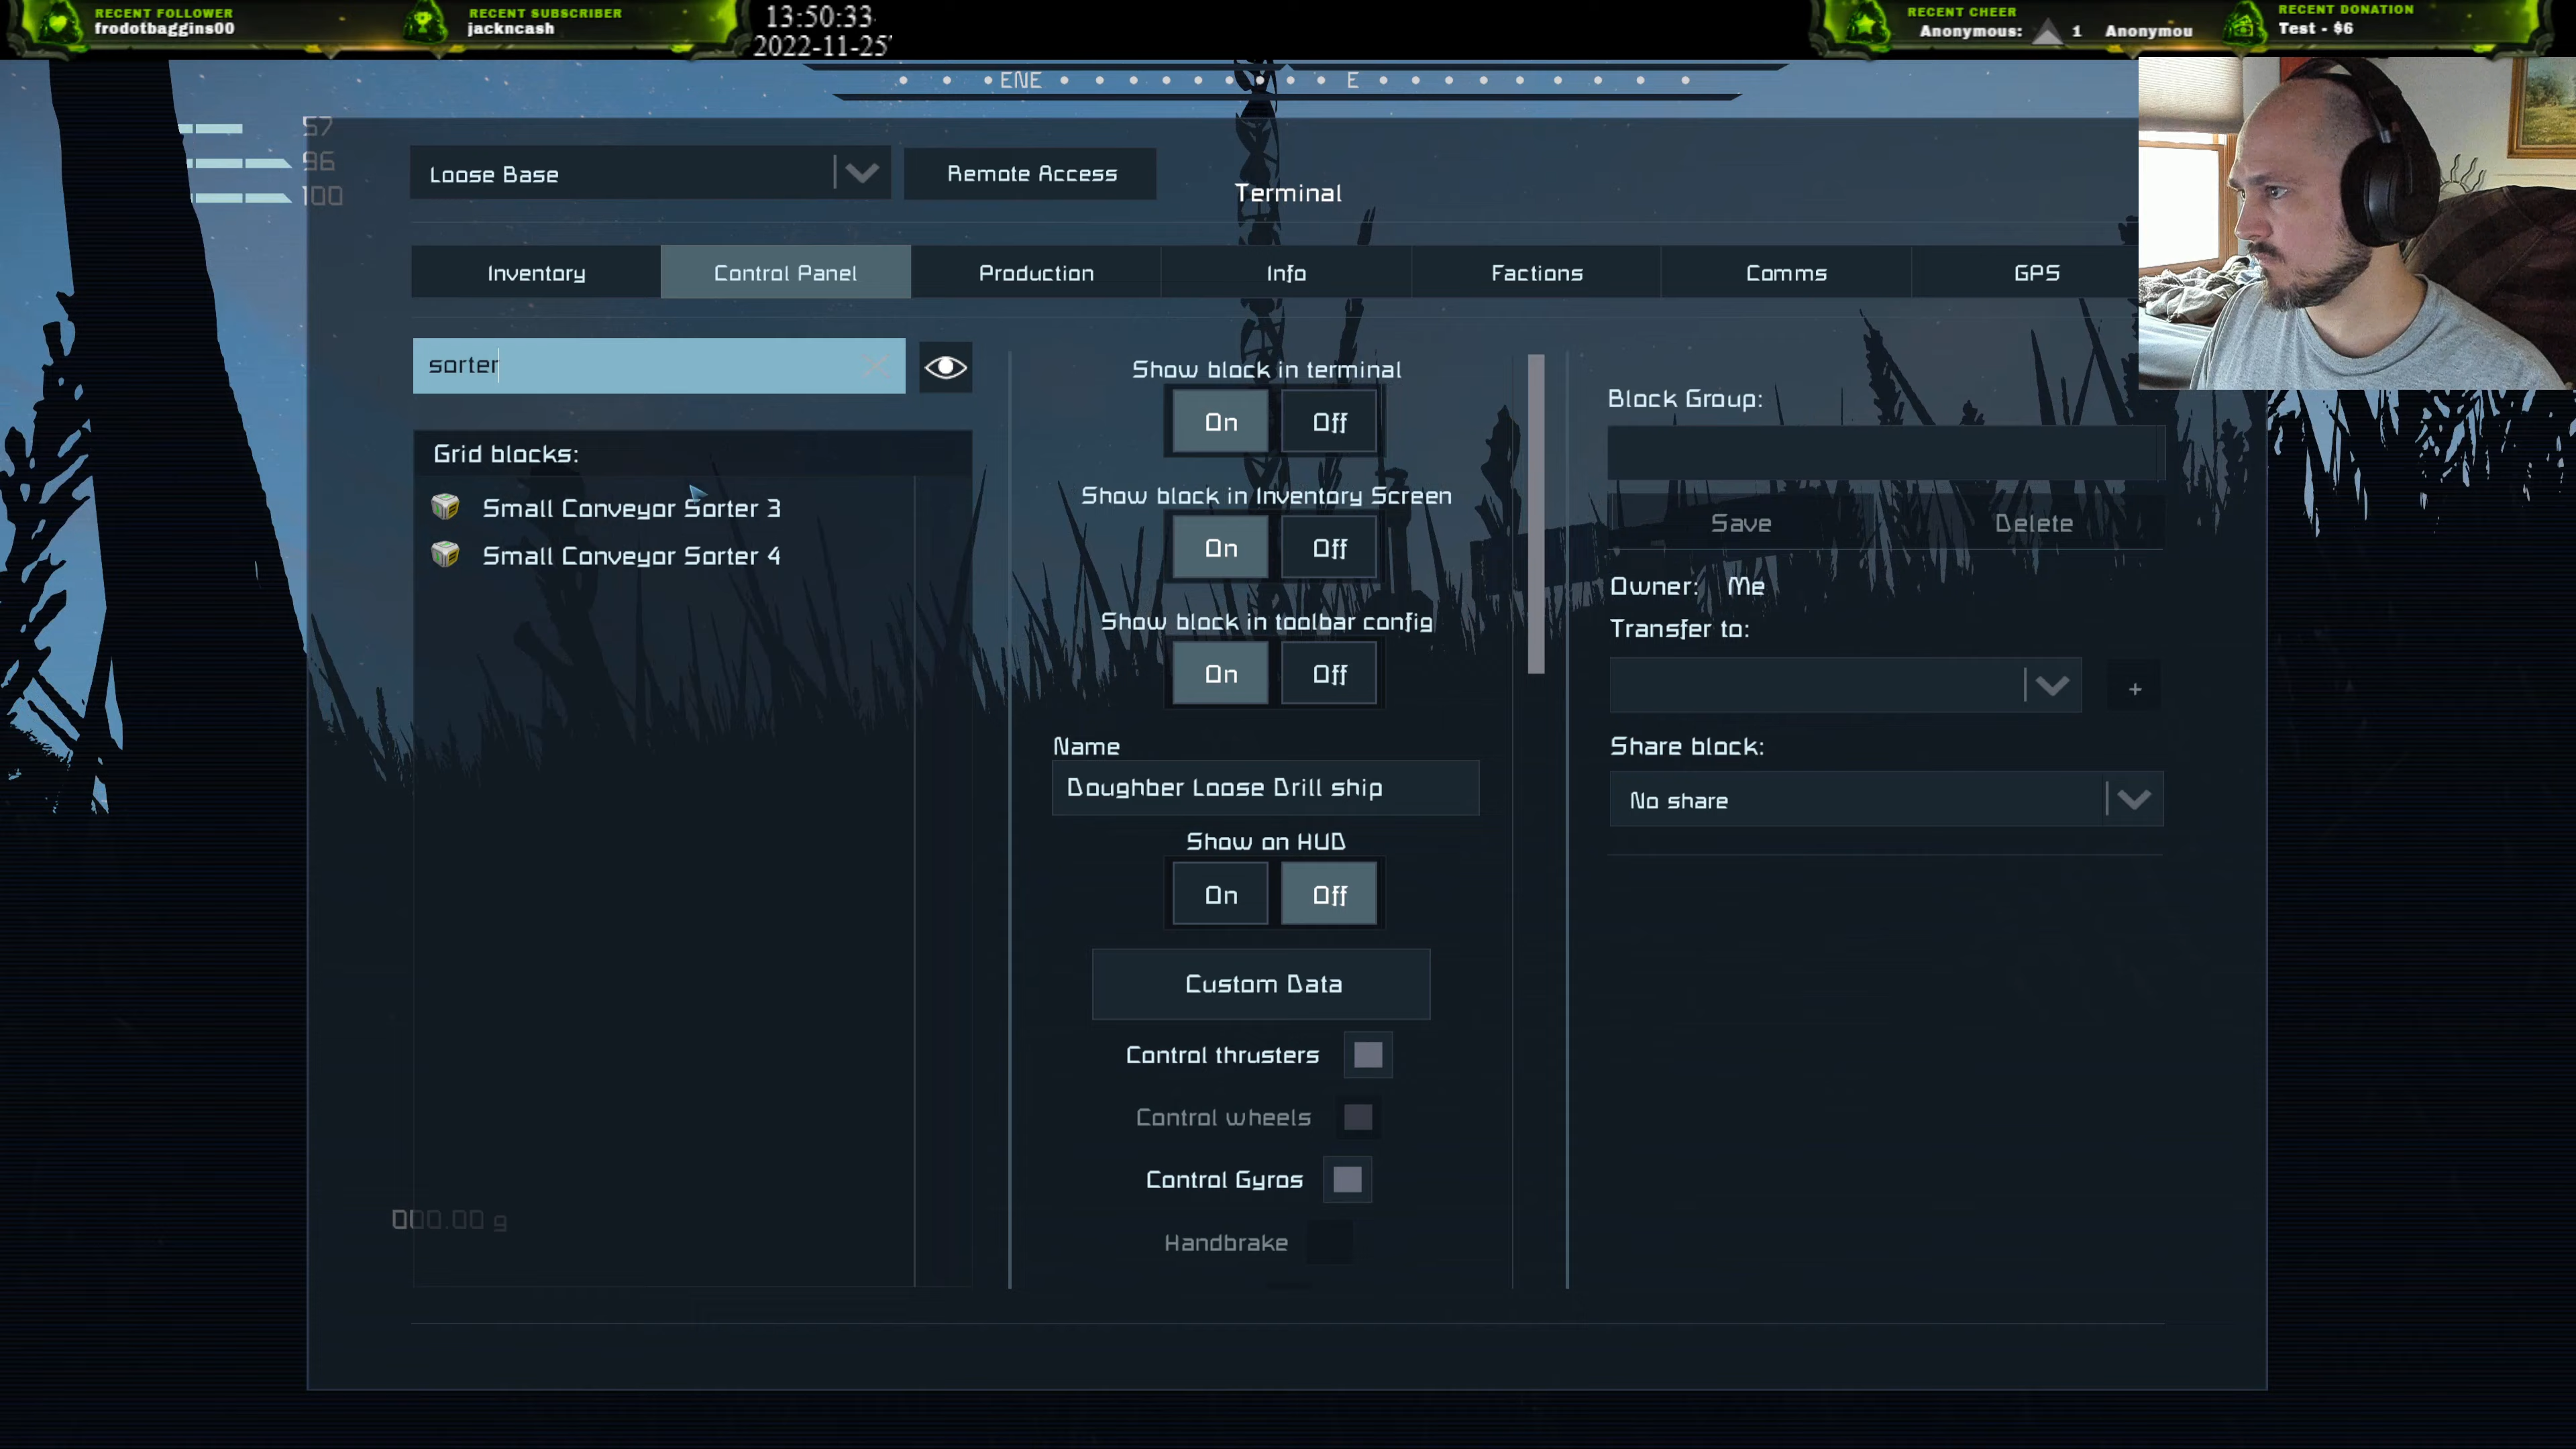 RECENT FOLLOWER
frodotbaggins00
RECENT SUBSCRIBER
jackncash
13:50:33
2022-11-25
RECENT CHEER
Anonymous: 1 Anonymou
RECENT DONATION
Test - $6
ENE E
57
96
100
Loose Base
Remote Access
Terminal
Inventory
Control Panel
Production
Info
Factions
Comms
GPS
sorter
Grid blocks:
Small Conveyor Sorter 3
Small Conveyor Sorter 4
Show block in terminal
On Off
Show block in Inventory Screen
On Off
Show block in toolbar config
On Off
Name
Doughber Loose Drill ship
Show on HUD
On Off
Custom Data
Control thrusters
Control wheels
Control Gyros
Handbrake
Block Group:
Save Delete
Owner: Me
Transfer to:
+
Share block:
No share
000.00 g